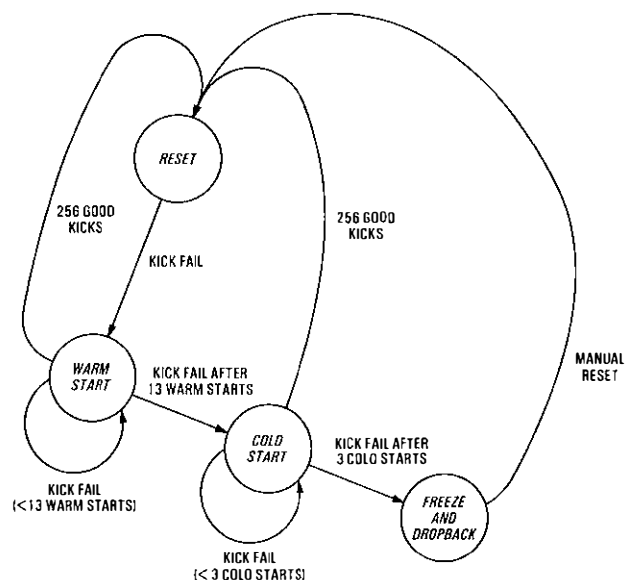 RESET
256 GOOD
KICKS
256 GOOD
KICKS
KICK FAIL
WARM
START
KICK FAIL AFTER
13 WARM STARTS
MANUAL
RESET
COLD
START
KICK FAIL AFTER
3 COLD STARTS
KICK FAIL
(<13 WARM STARTS)
FREEZE
AND
DROPBACK
KICK FAIL
(< 3 COLD STARTS)